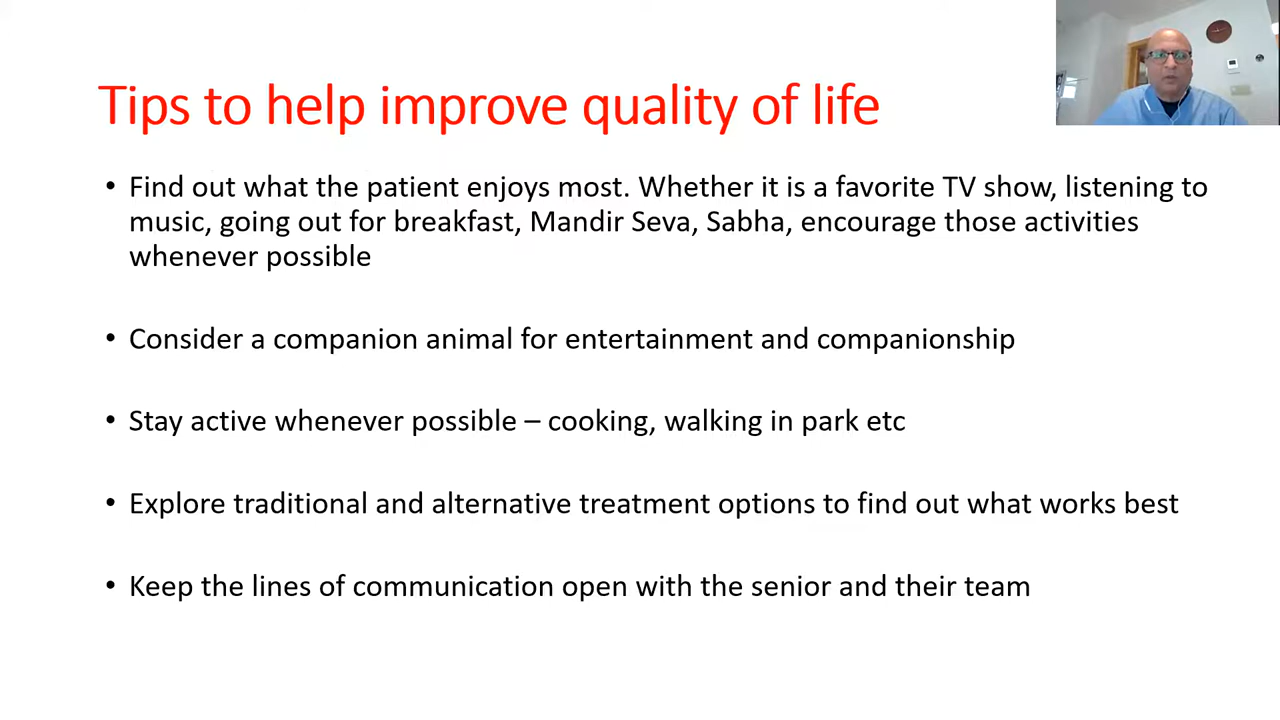 Tips to help improve quality of life
• Find out what the patient enjoys most. Whether it is a favorite TV show, listening to
music, going out for breakfast, Mandir Seva, Sabha, encourage those activities
whenever possible
• Consider a companion animal for entertainment and companionship
• Stay active whenever possible – cooking, walking in park etc
• Explore traditional and alternative treatment options to find out what works best
• Keep the lines of communication open with the senior and their team